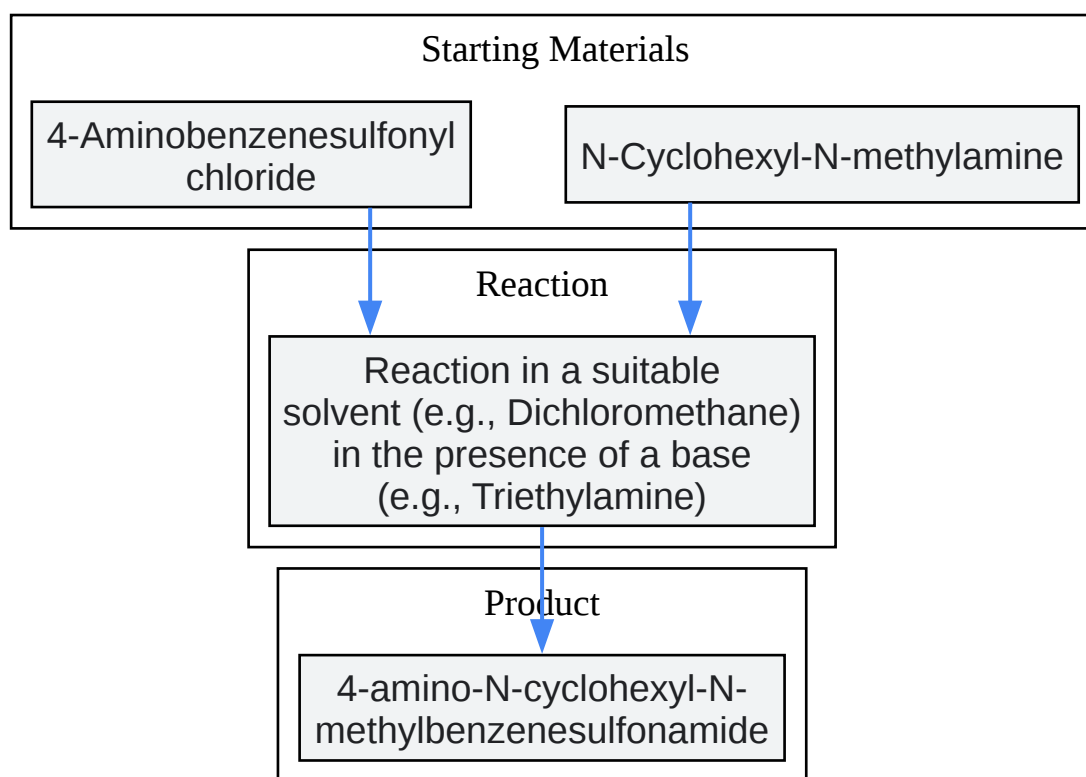 Starting Materials
4-Aminobenzenesulfonyl
chloride
N-Cyclohexyl-N-methylamine
Reaction
Reaction in a suitable
solvent (e.g., Dichloromethane)
in the presence of a base
(e.g., Triethylamine)
Product
4-amino-N-cyclohexyl-N-
methylbenzenesulfonamide